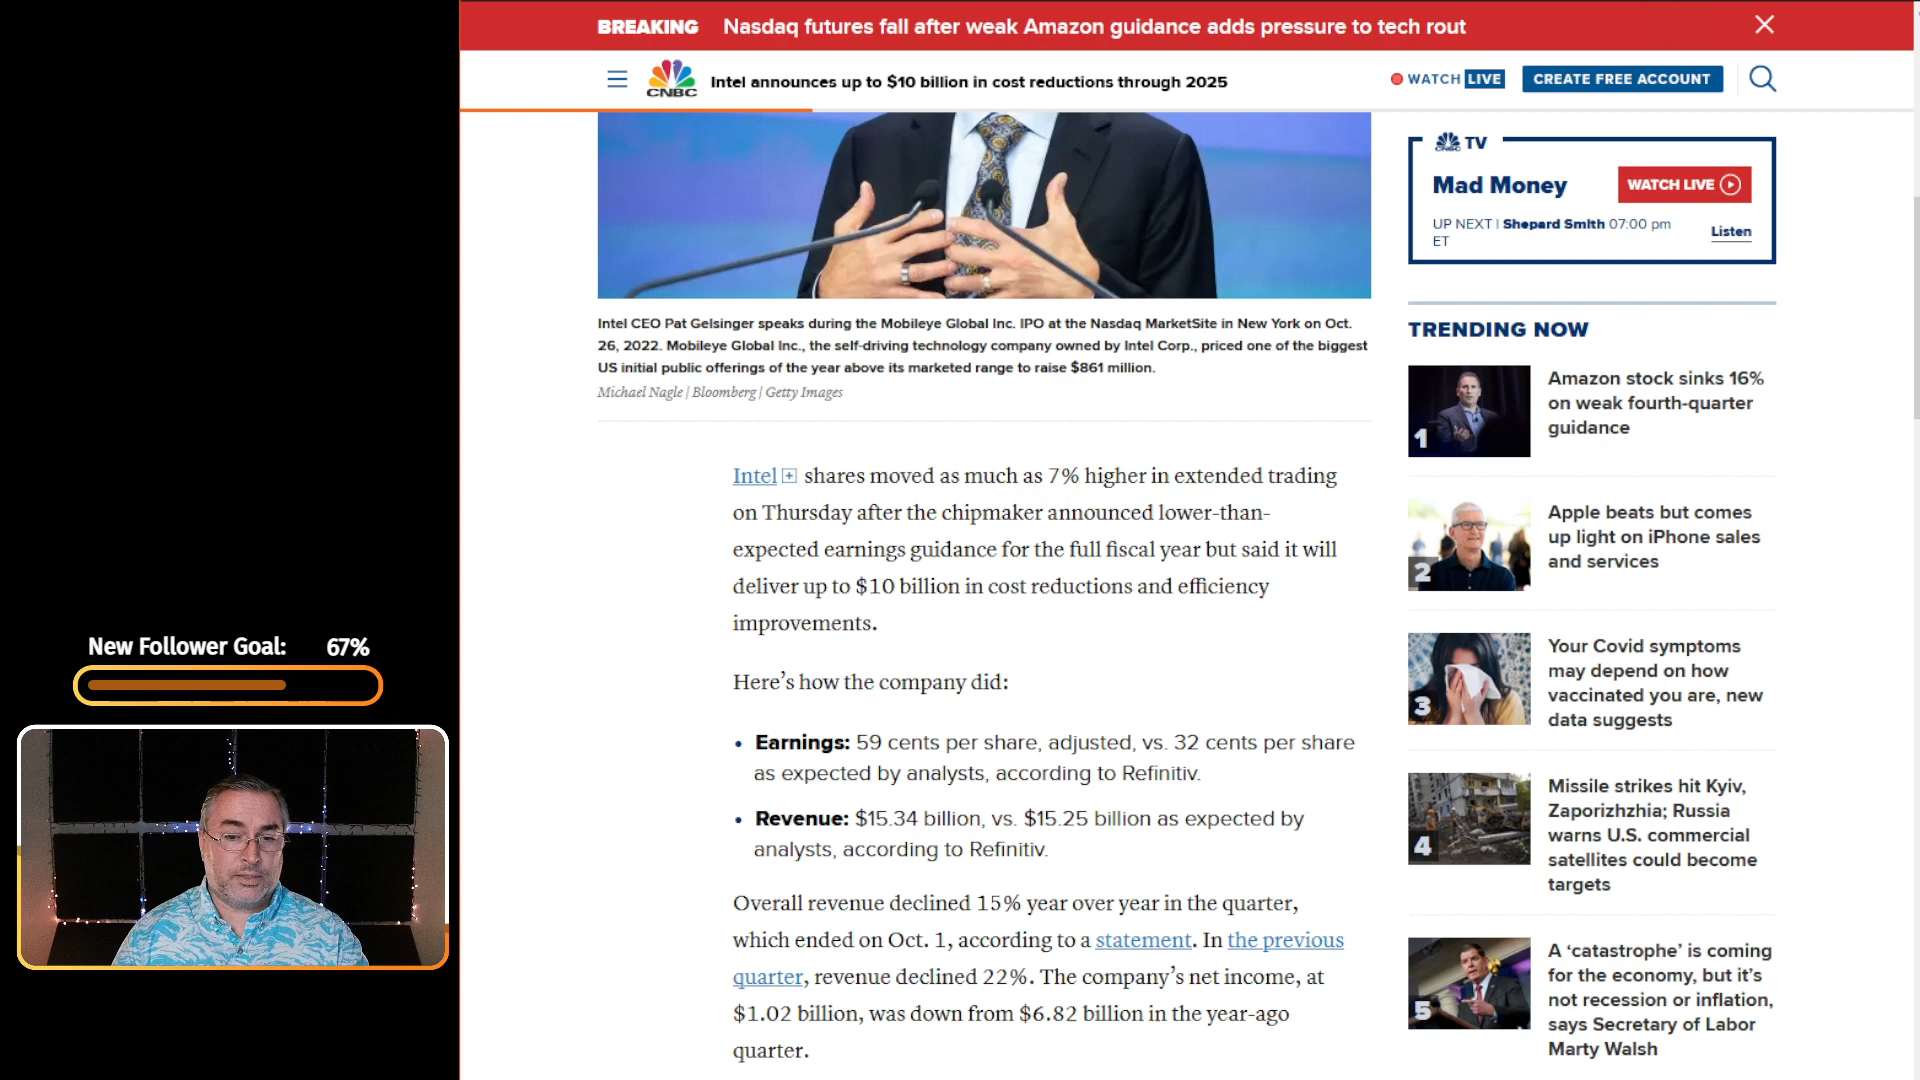 BREAKING Nasdaq futures fall after weak Amazon guidance adds pressure to tech rout
CNBC Intel announces up to $10 billion in cost reductions through 2025
WATCH LIVE CREATE FREE ACCOUNT
Intel CEO Pat Gelsinger speaks during the Mobileye Global Inc. IPO at the Nasdaq MarketSite in New York on Oct.
26, 2022. Mobileye Global Inc., the self-driving technology company owned by Intel Corp., priced one of the biggest
US initial public offerings of the year above its marketed range to raise $861 million.
Michael Nagle | Bloomberg | Getty Images
Intel shares moved as much as 7% higher in extended trading
on Thursday after the chipmaker announced lower-than-
expected earnings guidance for the full fiscal year but said it will
deliver up to $10 billion in cost reductions and efficiency
improvements.
Here’s how the company did:
• Earnings: 59 cents per share, adjusted, vs. 32 cents per share
as expected by analysts, according to Refinitiv.
• Revenue: $15.34 billion, vs. $15.25 billion as expected by
analysts, according to Refinitiv.
Overall revenue declined 15% year over year in the quarter,
which ended on Oct. 1, according to a statement. In the previous
quarter, revenue declined 22%. The company’s net income, at
$1.02 billion, was down from $6.82 billion in the year-ago
quarter.
CNBC TV
Mad Money
WATCH LIVE
UP NEXT | Shepard Smith 07:00 pm
ET
Listen
TRENDING NOW
1
Amazon stock sinks 16%
on weak fourth-quarter
guidance
2
Apple beats but comes
up light on iPhone sales
and services
3
Your Covid symptoms
may depend on how
vaccinated you are, new
data suggests
4
Missile strikes hit Kyiv,
Zaporizhzhia; Russia
warns U.S. commercial
satellites could become
targets
5
A ‘catastrophe’ is coming
for the economy, but it’s
not recession or inflation,
says Secretary of Labor
Marty Walsh
New Follower Goal: 67%